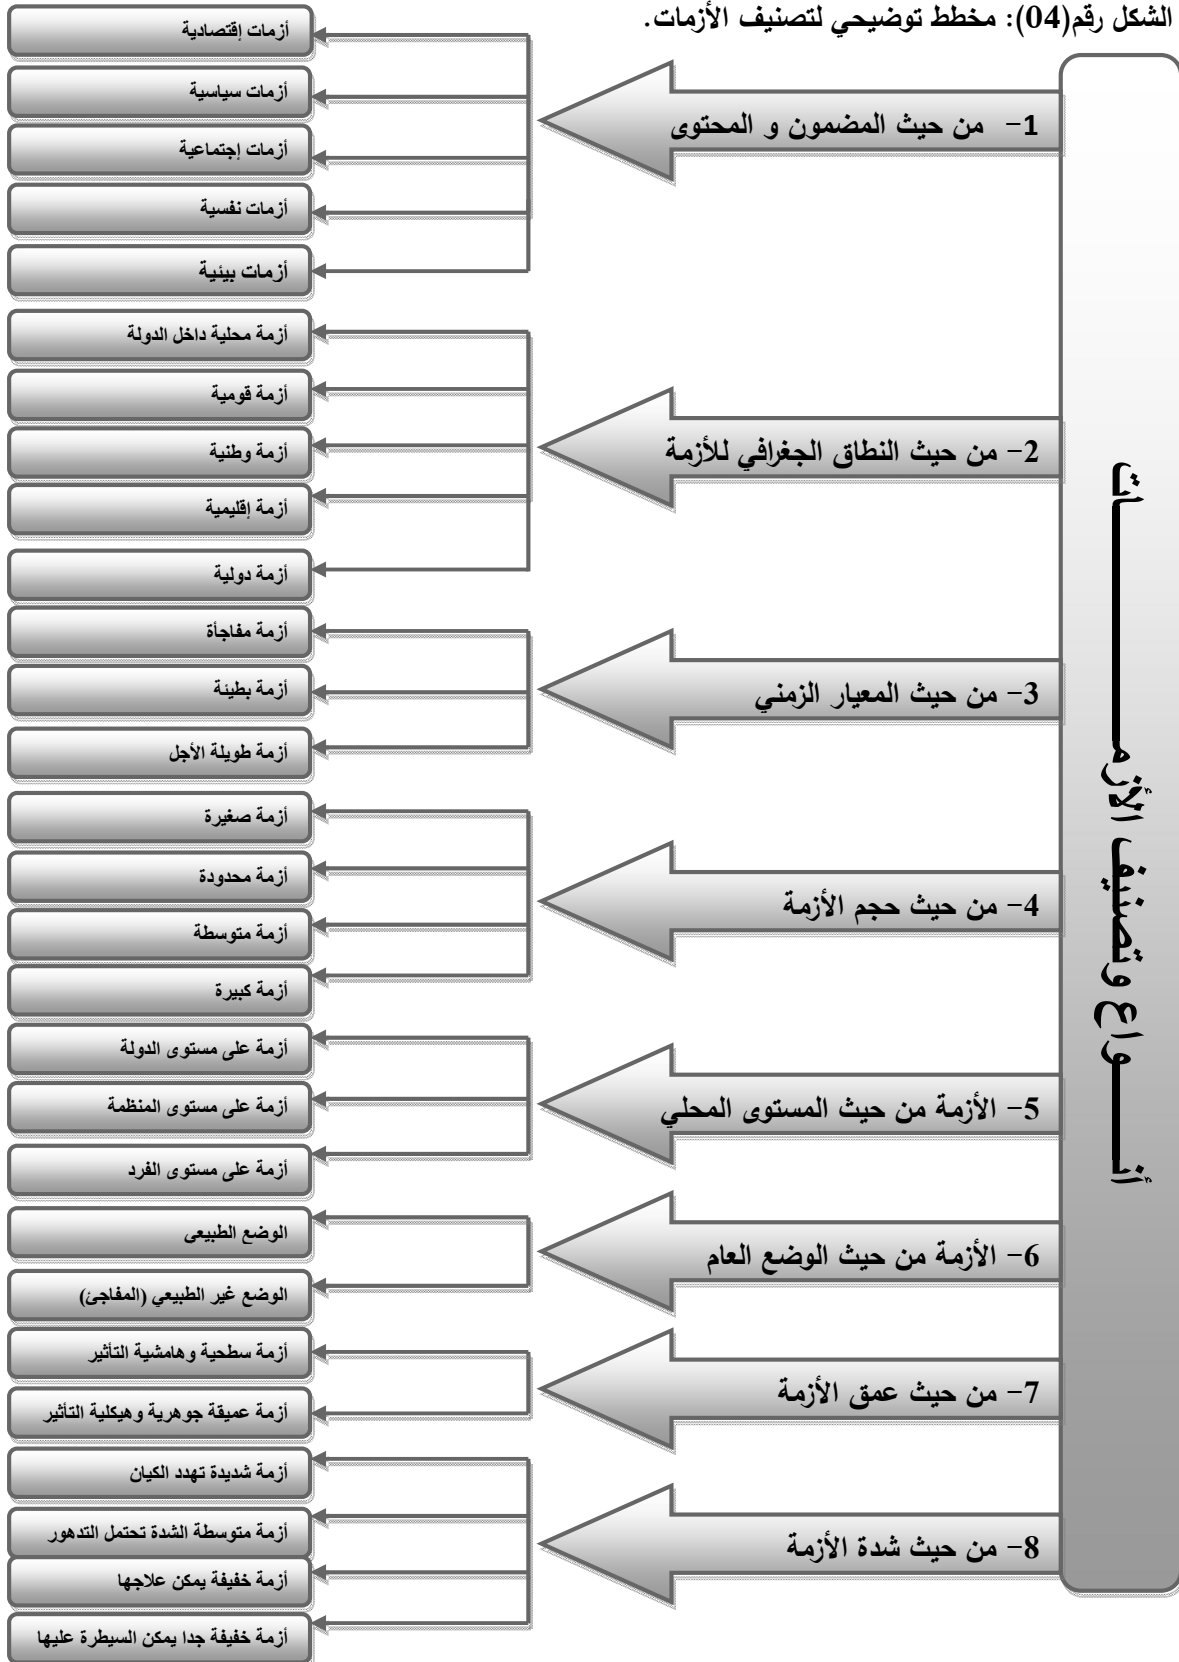 الشكل رقم(04): مخطط توضيحي لتصنيف الأزمات.
أنــــواع وتصنيف الأزمــــــــات
1- من حيث المضمون و المحتوى
أزمات إقتصادية
أزمات سياسية
أزمات إجتماعية
أزمات نفسية
أزمات بيئية
2- من حيث النطاق الجغرافي للأزمة
أزمة محلية داخل الدولة
أزمة قومية
أزمة وطنية
أزمة إقليمية
أزمة دولية
3- من حيث المعيار الزمني
أزمة مفاجأة
أزمة بطيئة
أزمة طويلة الأجل
4- من حيث حجم الأزمة
أزمة صغيرة
أزمة محدودة
أزمة متوسطة
أزمة كبيرة
5- الأزمة من حيث المستوى المحلي
أزمة على مستوى الدولة
أزمة على مستوى المنظمة
أزمة على مستوى الفرد
6- الأزمة من حيث الوضع العام
الوضع الطبيعي
الوضع غير الطبيعي (المفاجئ)
7- من حيث عمق الأزمة
أزمة سطحية وهامشية التأثير
أزمة عميقة جوهرية وهيكلية التأثير
8- من حيث شدة الأزمة
أزمة شديدة تهدد الكيان
أزمة متوسطة الشدة تحتمل التدهور
أزمة خفيفة يمكن علاجها
أزمة خفيفة جدا يمكن السيطرة عليها